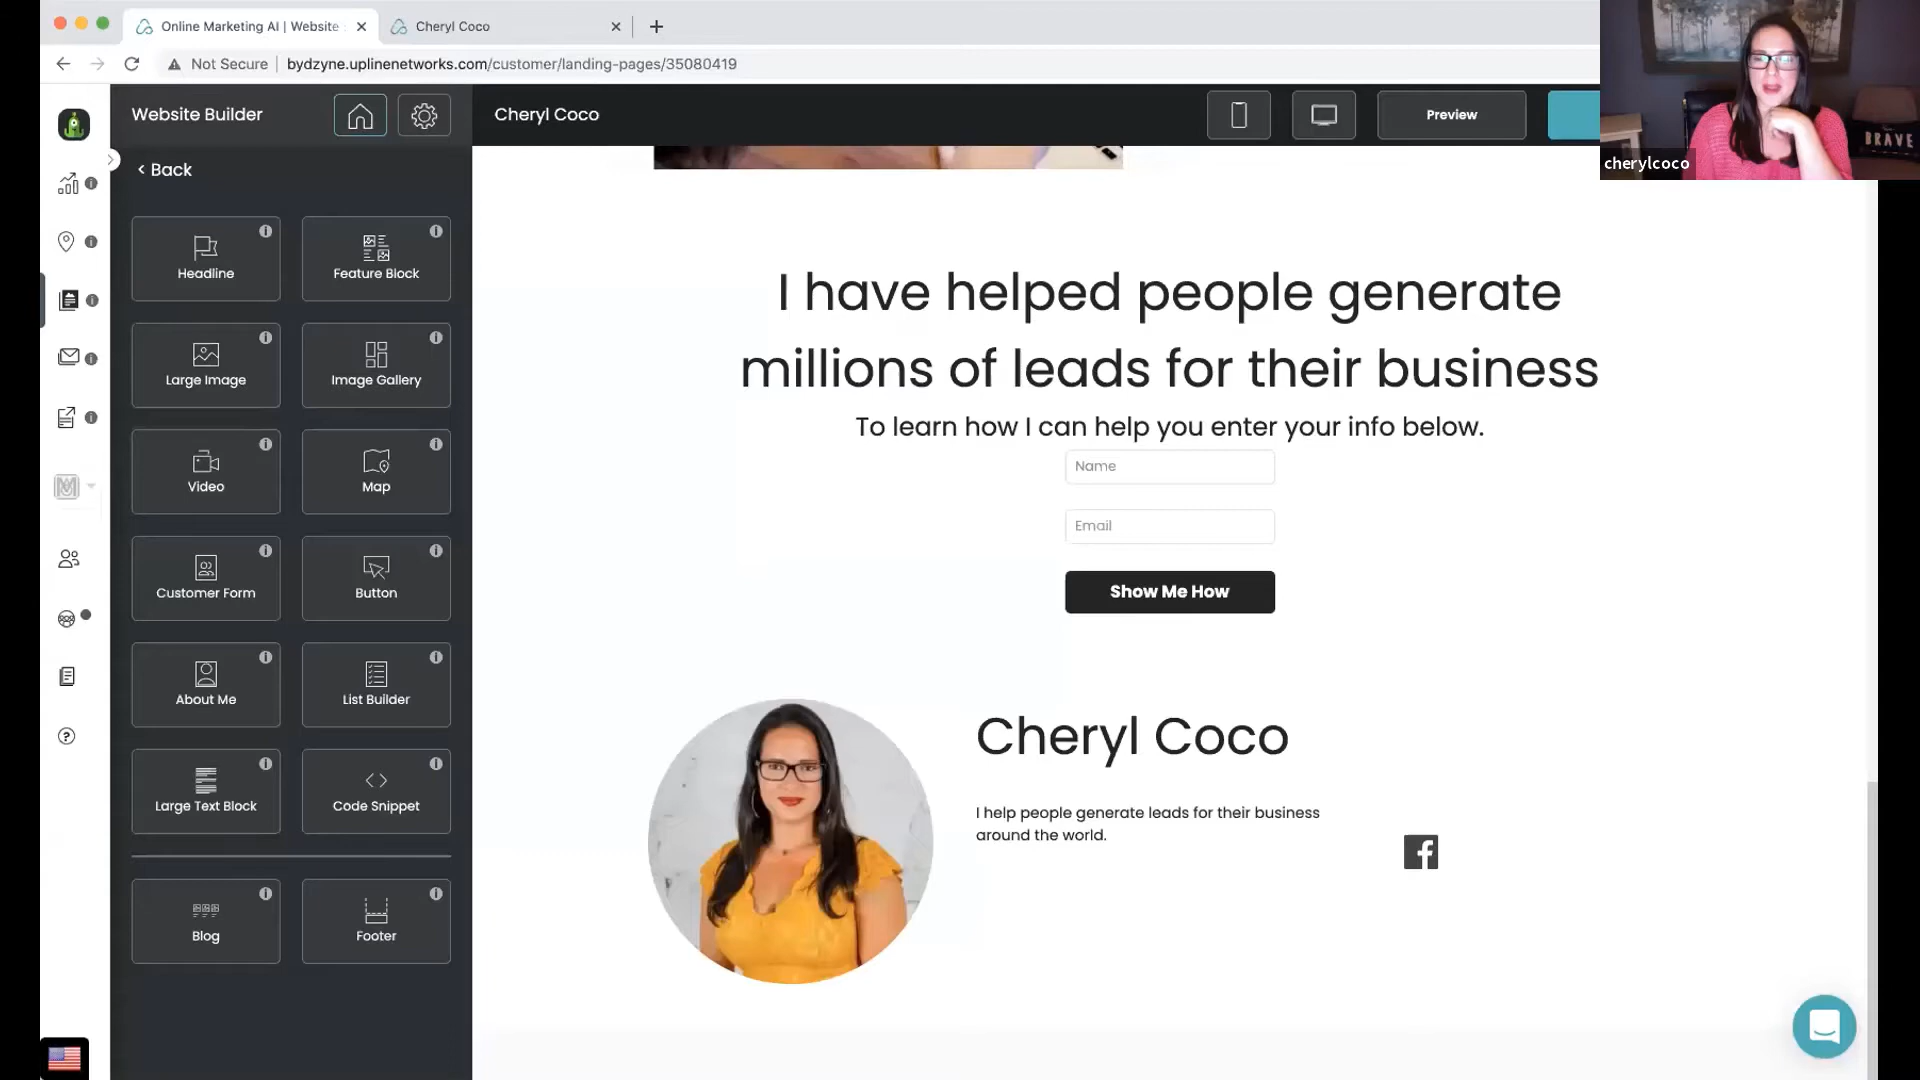 Online Marketing AI | Website
Cheryl Coco
Not Secure
bydzyne.uplinenetworks.com/customer/landing-pages/35080419
Website Builder
Cheryl Coco
Preview
BRAVE
cherylcoco
< Back
Headline
Feature Block
Large Image
Image Gallery
Video
Map
Customer Form
Button
About Me
List Builder
Large Text Block
Code Snippet
Blog
Footer
I have helped people generate
millions of leads for their business
To learn how I can help you enter your info below.
Name
Email
Show Me How
Cheryl Coco
I help people generate leads for their business
around the world.